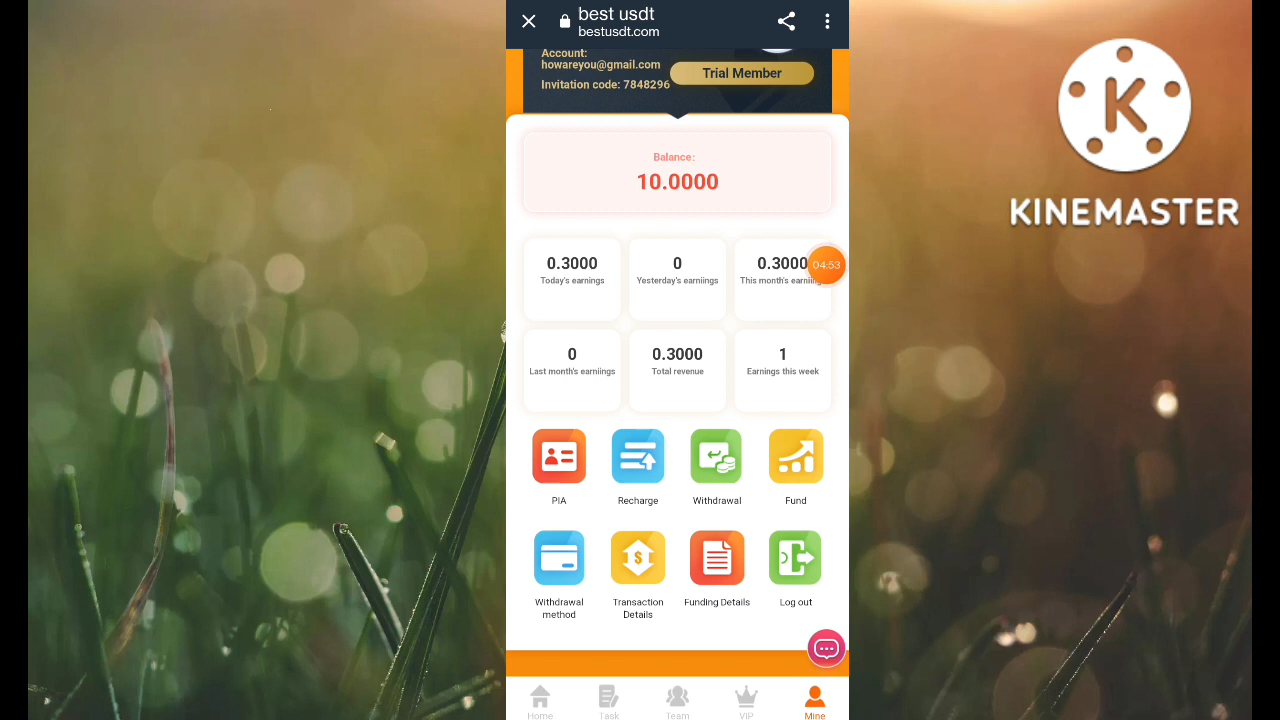 best usdt
bestusdt.com
Account:
howareyou@gmail.com
Invitation code: 7848296
Trial Member
Balance:
10.0000
0.3000
Today's earnings
0
Yesterday's earniings
0.3000
This month's earniing
04:53
0
Last month's earniings
0.3000
Total revenue
1
Earnings this week
PIA
Recharge
Withdrawal
Fund
Withdrawal
method
Transaction
Details
Funding Details
Log out
Home
Task
Team
VIP
Mine
K
KINEMASTER